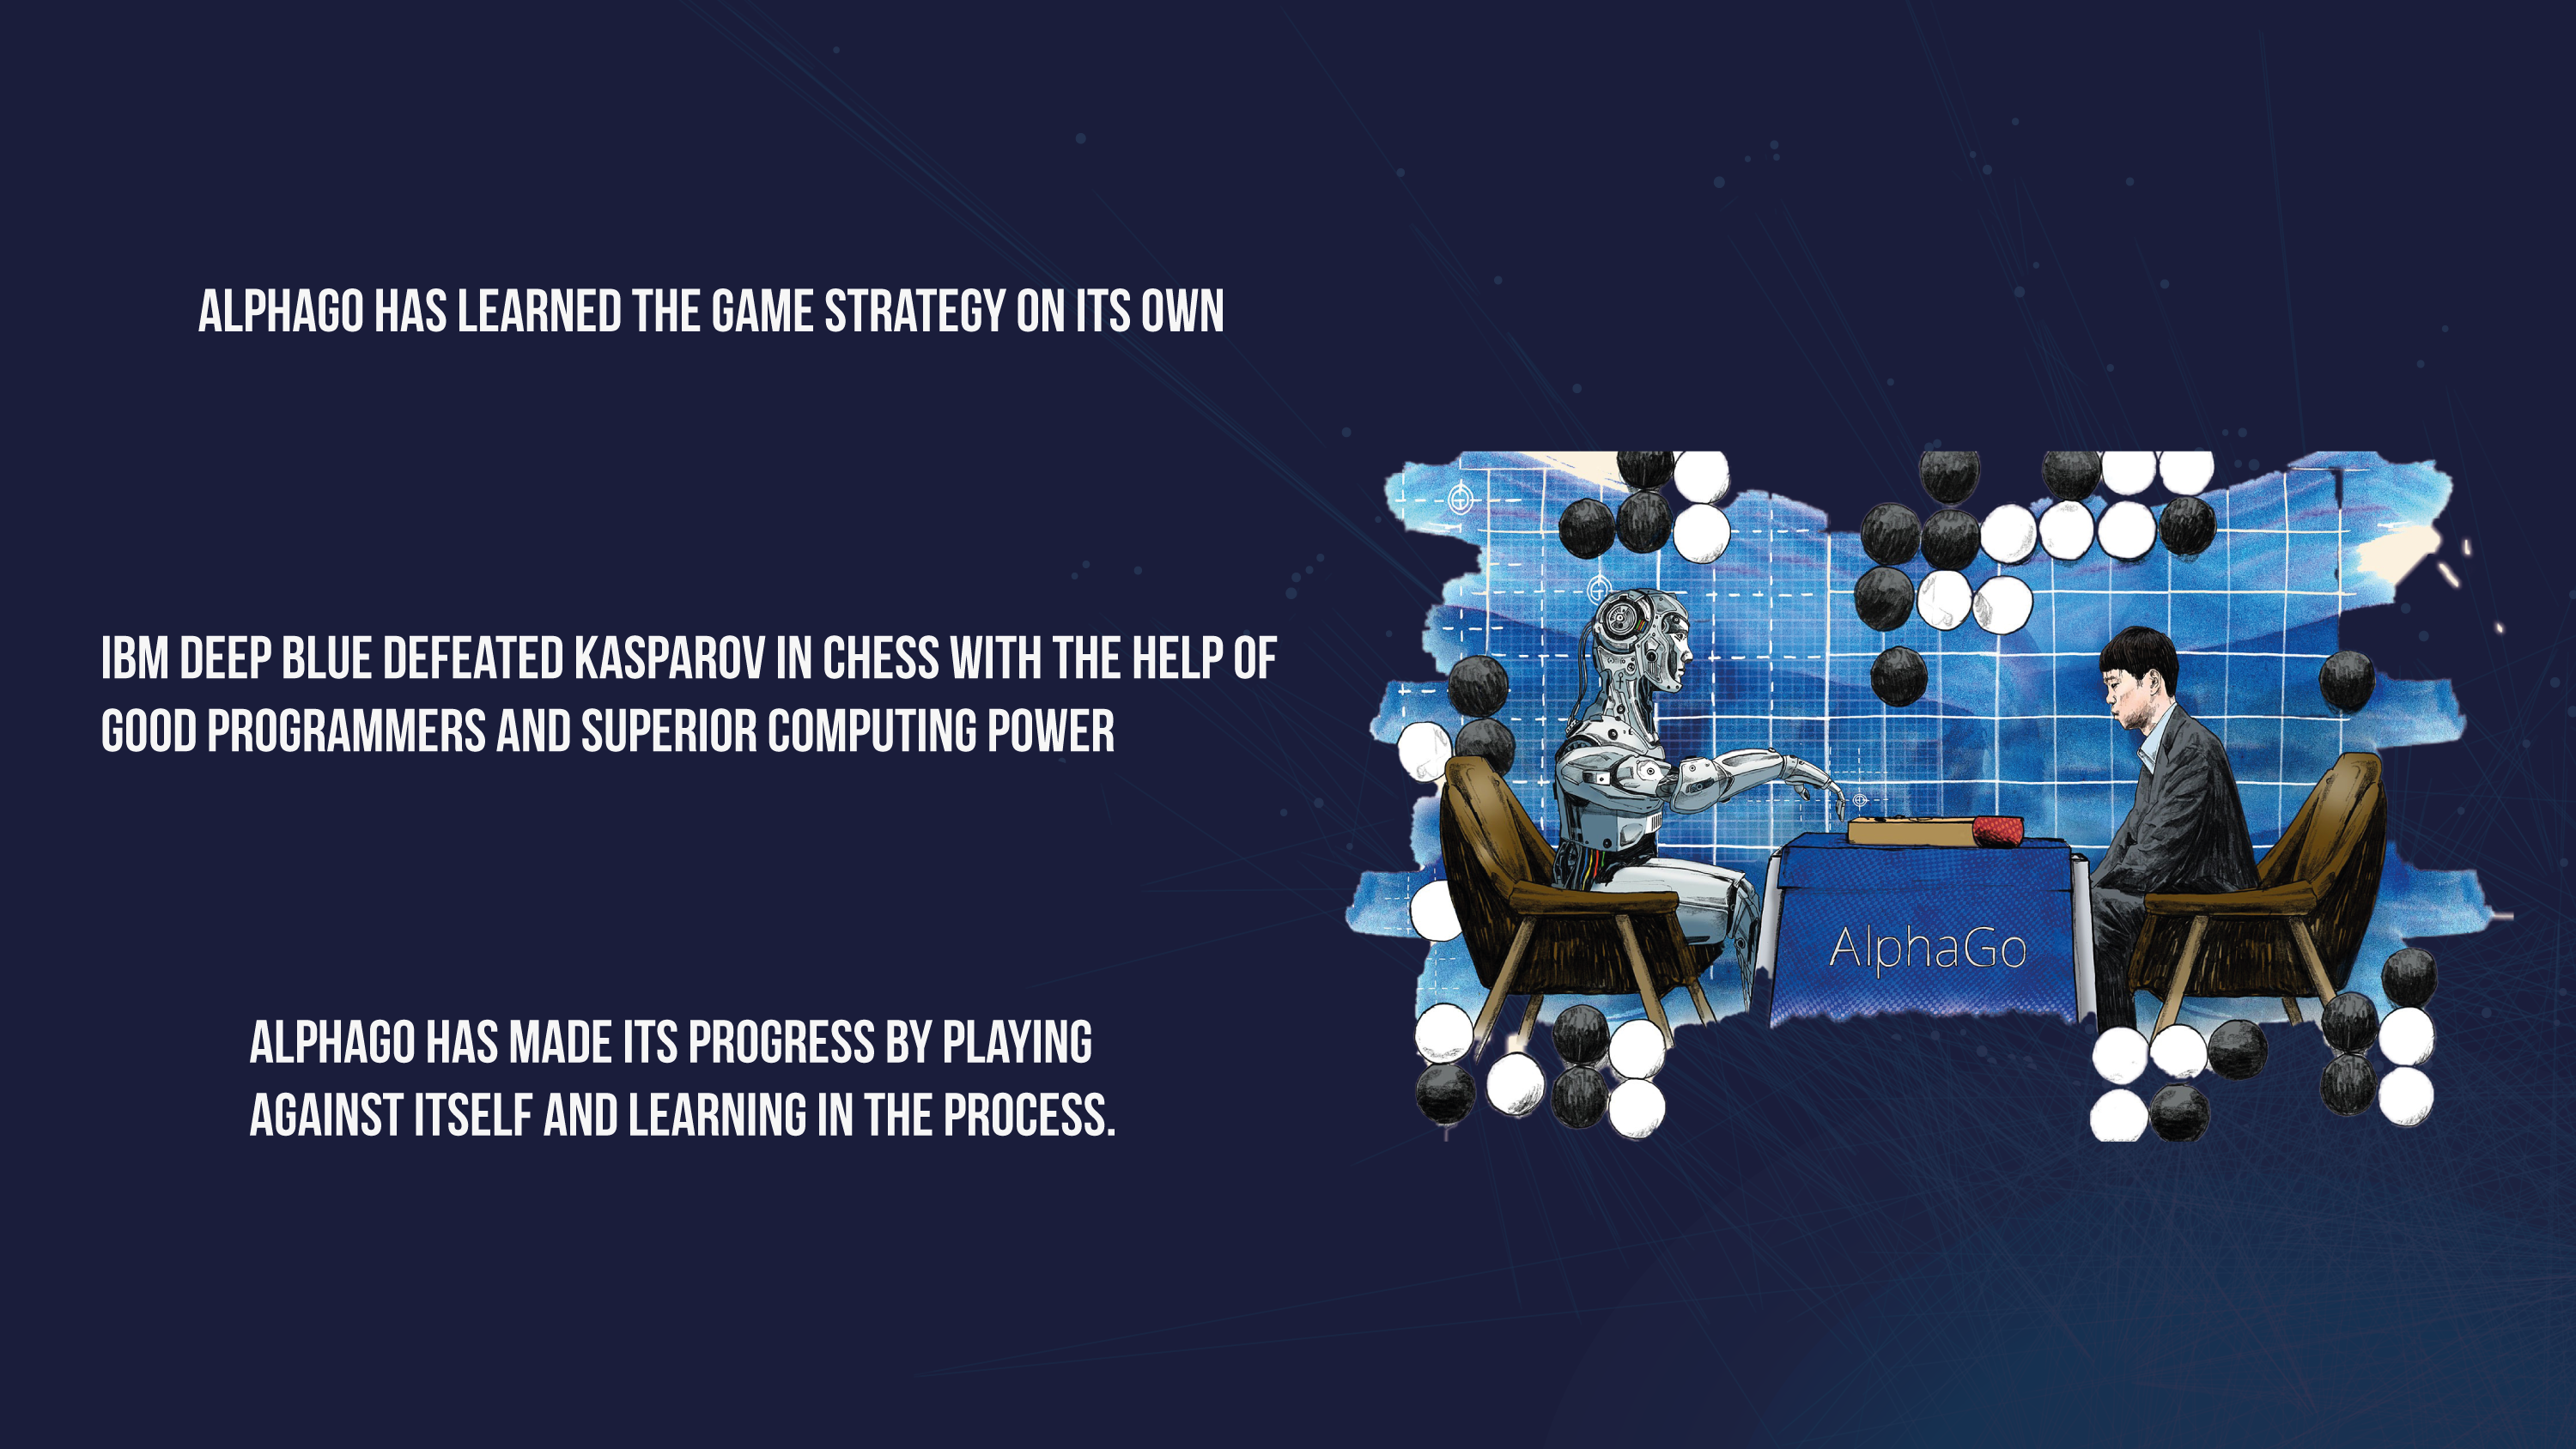 ALPHAGO HAS LEARNED THE GAME STRATEGY ON ITS OWN
IBM DEEP BLUE DEFEATED KASPAROV IN CHESS WITH THE HELP OF
GOOD PROGRAMMERS AND SUPERIOR COMPUTING POWER
ALPHAGO HAS MADE ITS PROGRESS BY PLAYING
AGAINST ITSELF AND LEARNING IN THE PROCESS.
AlphaGo